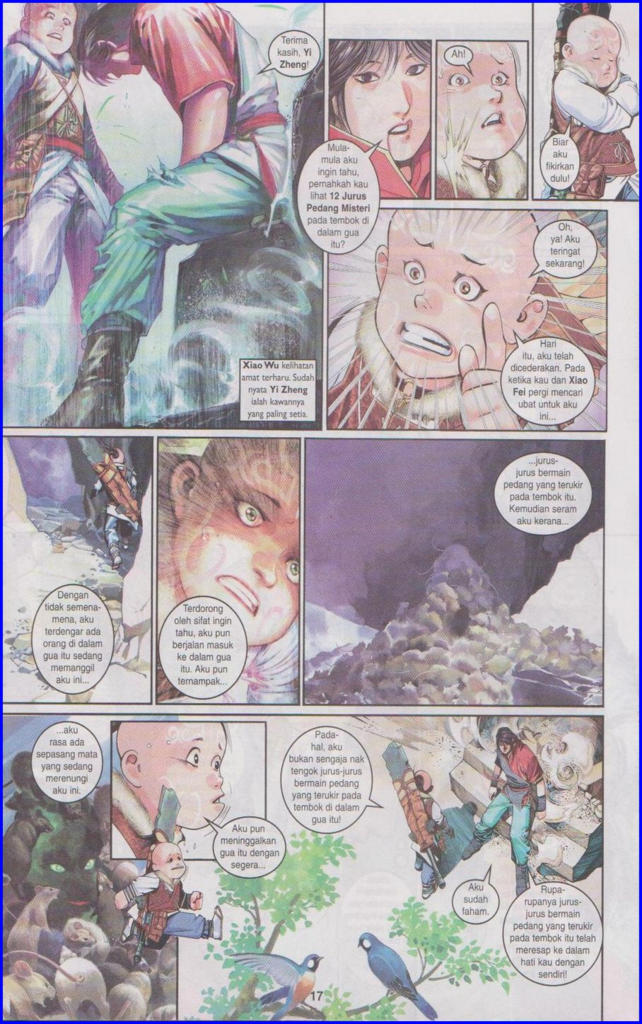 Terima
kasih, Yi
Zheng!
Mula-
mula aku
ingin tahu,
pernahkah kau
lihat 12 Jurus
Pedang Misteri
pada tembok di
dalam gua
itu?
Ah!
Biar
aku
fikirkan
dulu!
Xiao Wu kelihatan
amat terharu. Sudah
nyata Yi Zheng
ialah kawannya
yang paling setia.
Oh,
ya! Aku
teringat
sekarang!
Hari
itu, aku telah
dicederakan. Pada
ketika kau dan Xiao
Fei pergi mencari
ubat untuk aku
ini...
Dengan
tidak semena-
mena, aku
terdengar ada
orang di dalam
gua itu sedang
memanggil
aku ini...
Terdorong
oleh sifat ingin
tahu, aku pun
berjalan masuk
ke dalam gua
itu. Aku pun
ternampak...
...jurus-
jurus bermain
pedang yang terukir
pada tembok itu.
Kemudian seram
aku kerana...
...aku
rasa ada
sepasang mata
yang sedang
merenungi
aku ini.
Aku pun
meninggalkan
gua itu dengan
segera...
Pada-
hal, aku
bukan sengaja nak
tengok jurus-jurus
bermain pedang
yang terukir pada
tembok di dalam
gua itu!
Aku
sudah
faham.
Rupa-
rupanya jurus-
jurus bermain
pedang yang terukir
pada tembok itu telah
meresap ke dalam
hati kau dengan
sendiri!
17